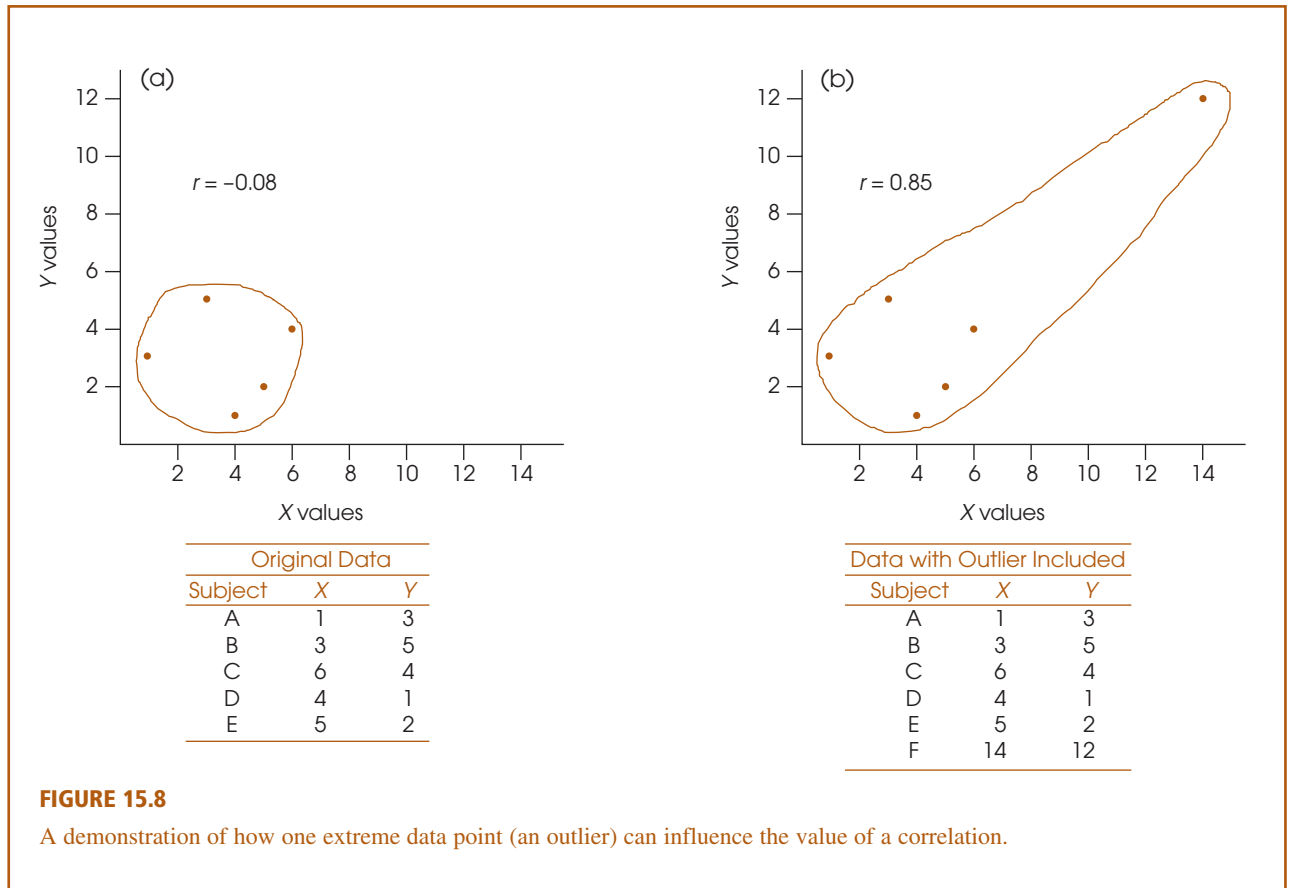 (a)
12
10
8
6
4
2
Y values
r = –0.08
2 4 6 8 10 12 14
X values
Original Data
Subject X Y
A 1 3
B 3 5
C 6 4
D 4 1
E 5 2
(b)
12
10
8
6
4
2
Y values
r = 0.85
2 4 6 8 10 12 14
X values
Data with Outlier Included
Subject X Y
A 1 3
B 3 5
C 6 4
D 4 1
E 5 2
F 14 12
FIGURE 15.8
A demonstration of how one extreme data point (an outlier) can influence the value of a correlation.